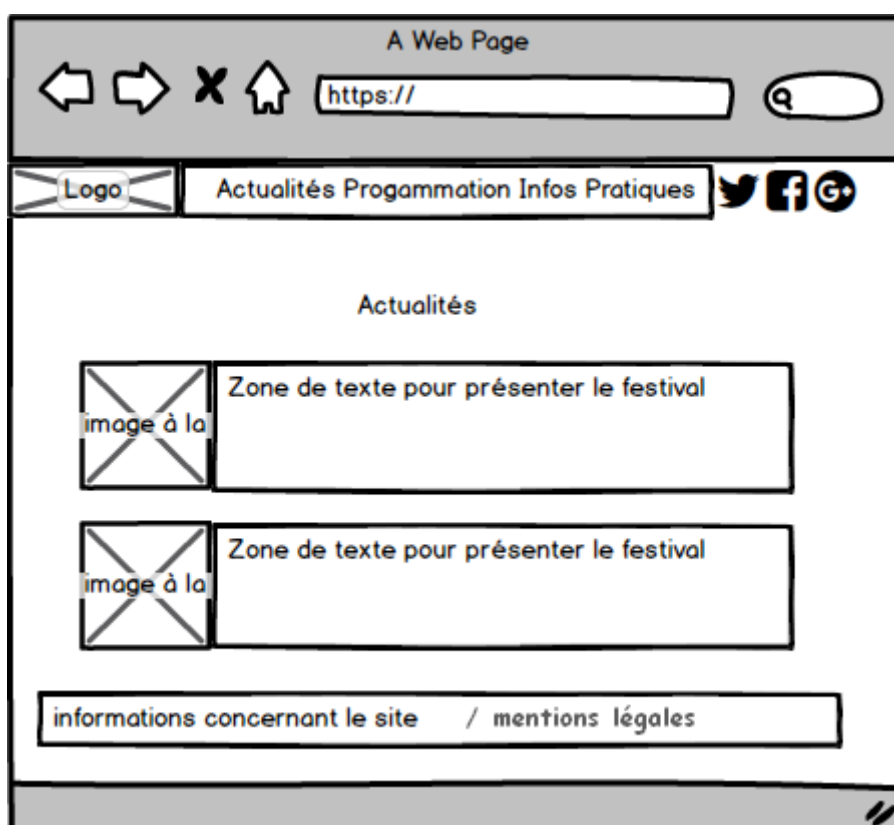 A Web Page
https://
Logo
Actualités Progammation Infos Pratiques
Actualités
image à la
Zone de texte pour présenter le festival
image à la
Zone de texte pour présenter le festival
informations concernant le site / mentions légales